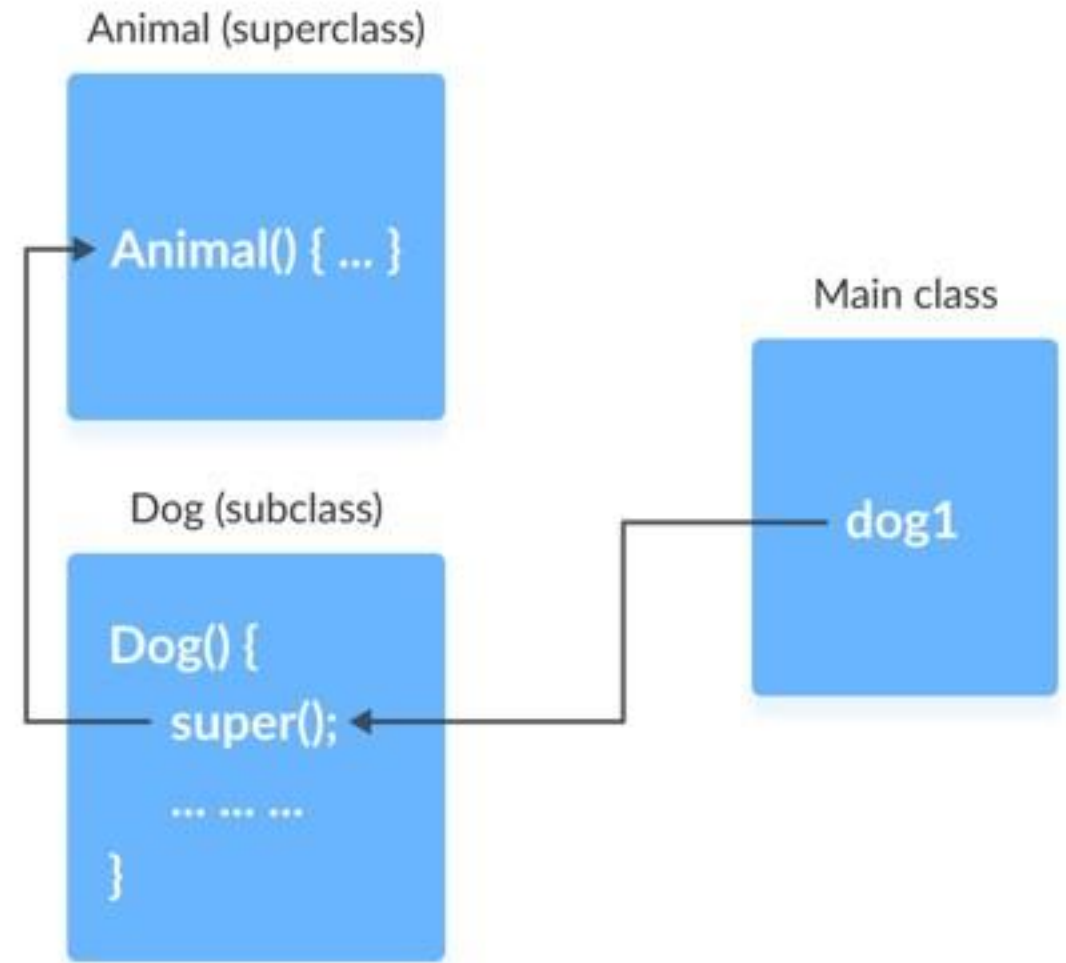 Animal (superclass)
Animal() { ... }
Main class
dog1
Dog (subclass)
Dog() {
super();
... ... ...
}